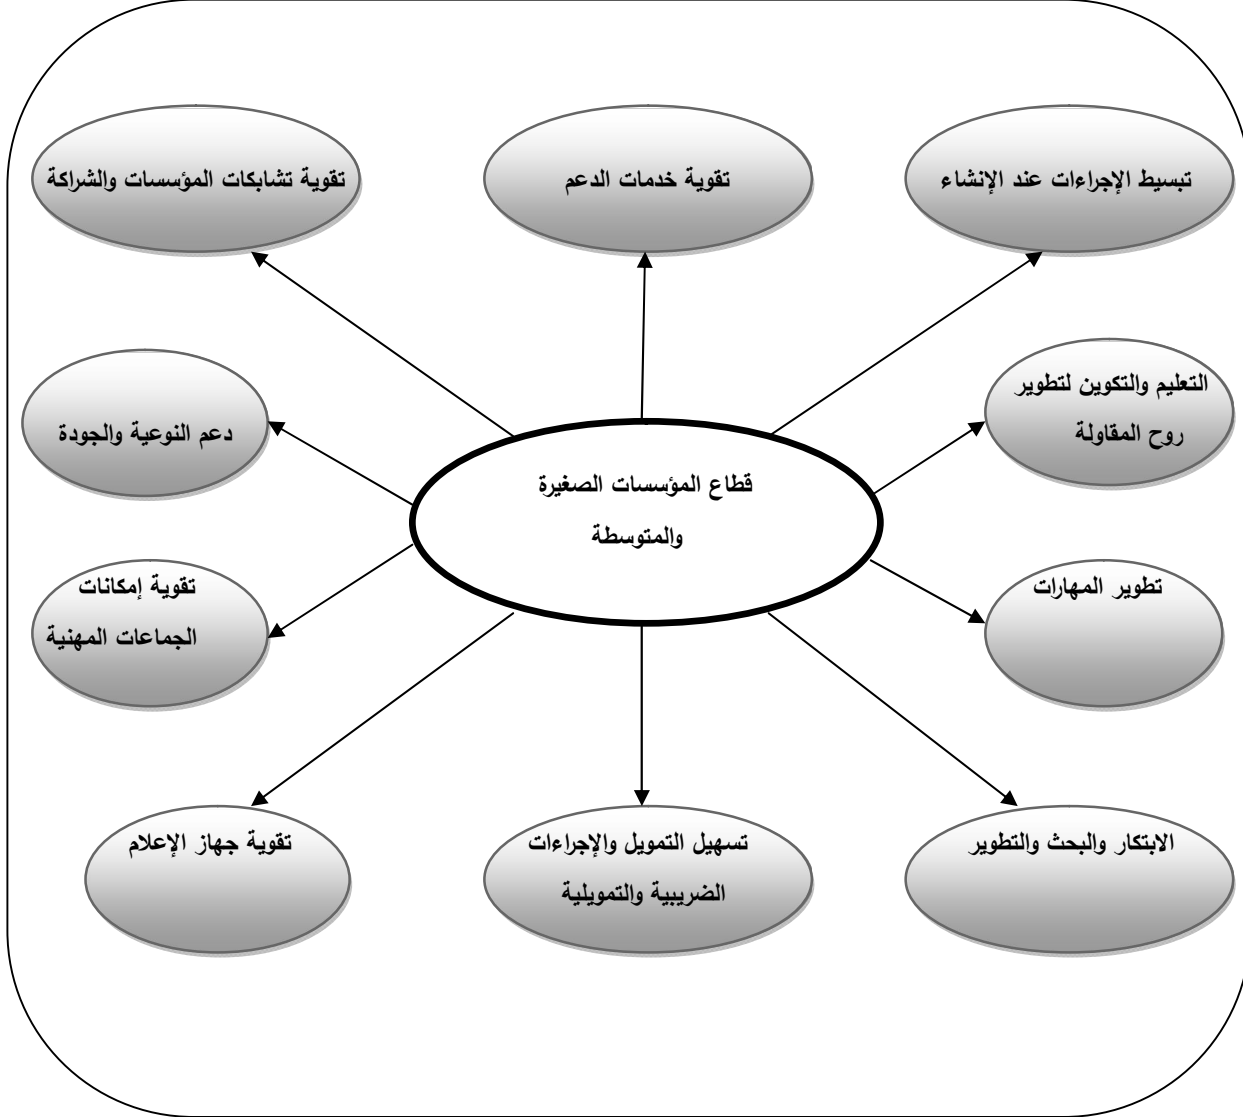 تبسيط الإجراءات عند الإنشاء
تقوية خدمات الدعم
تقوية تشابكات المؤسسات والشراكة
التعليم والتكوين لتطوير
روح المقاولة
دعم النوعية والجودة
قطاع المؤسسات الصغيرة
والمتوسطة
تطوير المهارات
تقوية إمكانات
الجماعات المهنية
الابتكار والبحث والتطوير
تسهيل التمويل والإجراءات
الضريبية والتمويلية
تقوية جهاز الإعلام